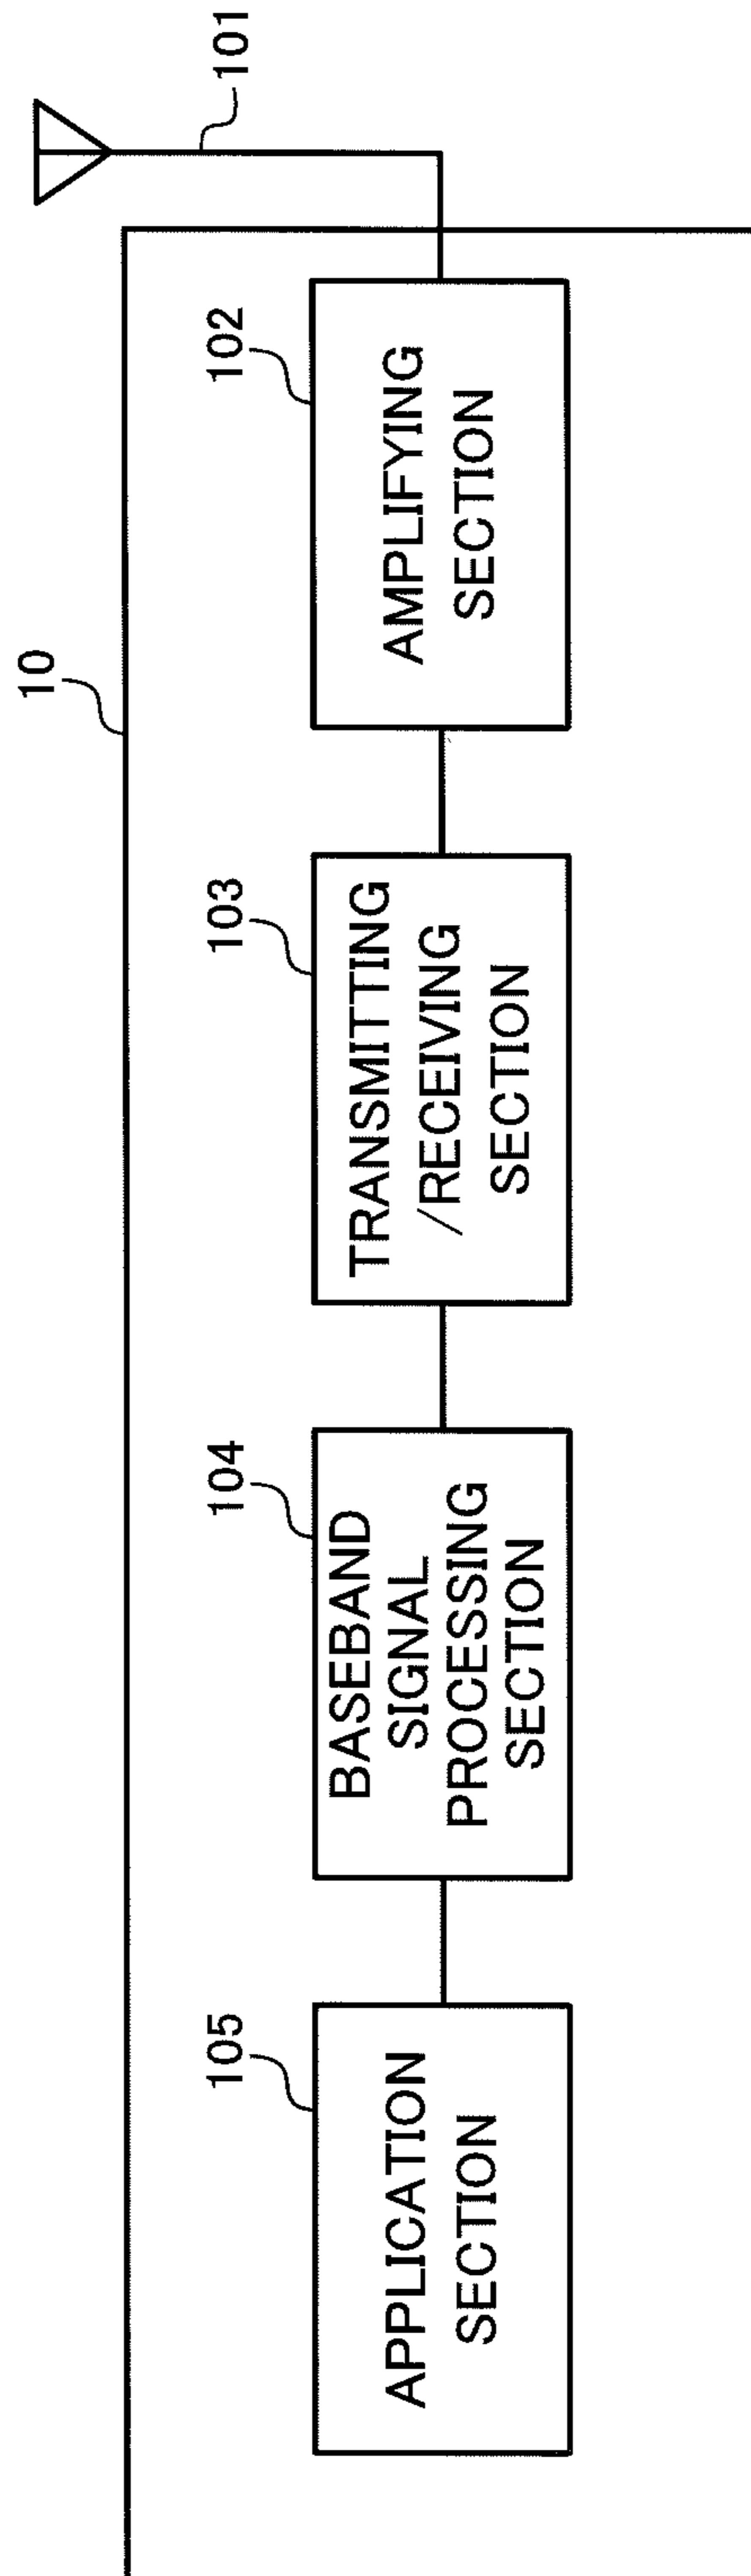 10
101
105
APPLICATION
SECTION
104
BASEBAND
SIGNAL
PROCESSING
SECTION
103
TRANSMITTING
/RECEIVING
SECTION
102
AMPLIFYING
SECTION